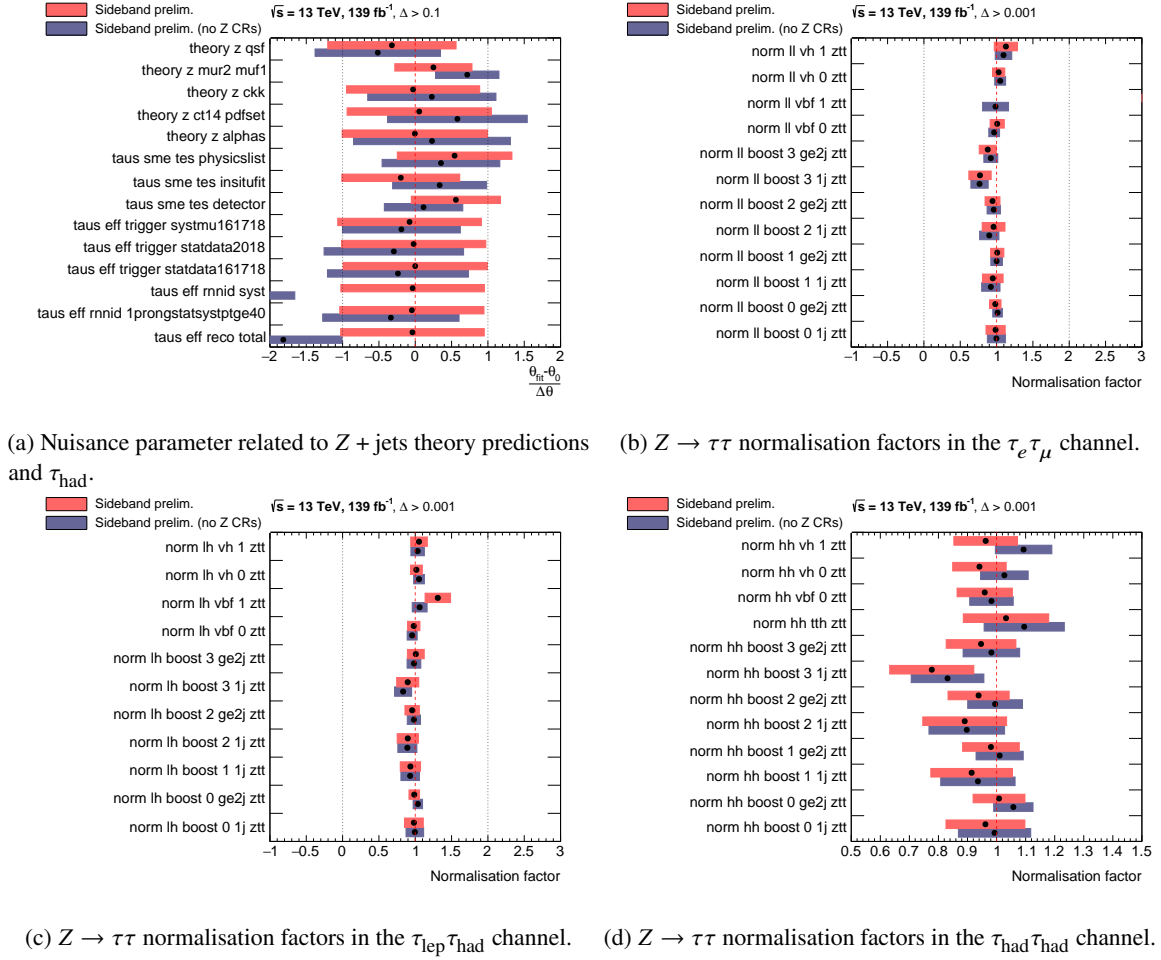 Sideband prelim.
Sideband prelim. (no Z CRs)
√s = 13 TeV, 139 fb⁻¹, Δ > 0.1
theory z qsf
theory z mur2 muf1
theory z ckk
theory z ct14 pdfset
theory z alphas
taus sme tes physicslist
taus sme tes insitufit
taus sme tes detector
taus eff trigger systmu161718
taus eff trigger statdata2018
taus eff trigger statdata161718
taus eff rnnid syst
taus eff rnnid 1prongstatsystptge40
taus eff reco total
−2 −1.5 −1 −0.5 0 0.5 1 1.5 2
θfit-θ0
Δθ
(a) Nuisance parameter related to Z + jets theory predictions
and τhad.
Sideband prelim.
Sideband prelim. (no Z CRs)
√s = 13 TeV, 139 fb⁻¹, Δ > 0.001
norm ll vh 1 ztt
norm ll vh 0 ztt
norm ll vbf 1 ztt
norm ll vbf 0 ztt
norm ll boost 3 ge2j ztt
norm ll boost 3 1j ztt
norm ll boost 2 ge2j ztt
norm ll boost 2 1j ztt
norm ll boost 1 ge2j ztt
norm ll boost 1 1j ztt
norm ll boost 0 ge2j ztt
norm ll boost 0 1j ztt
−1 −0.5 0 0.5 1 1.5 2 2.5 3
Normalisation factor
(b) Z → ττ normalisation factors in the τeτμ channel.
Sideband prelim.
Sideband prelim. (no Z CRs)
√s = 13 TeV, 139 fb⁻¹, Δ > 0.001
norm lh vh 1 ztt
norm lh vh 0 ztt
norm lh vbf 1 ztt
norm lh vbf 0 ztt
norm lh boost 3 ge2j ztt
norm lh boost 3 1j ztt
norm lh boost 2 ge2j ztt
norm lh boost 2 1j ztt
norm lh boost 1 1j ztt
norm lh boost 0 ge2j ztt
norm lh boost 0 1j ztt
−1 −0.5 0 0.5 1 1.5 2 2.5 3
Normalisation factor
(c) Z → ττ normalisation factors in the τlepτhad channel.
Sideband prelim.
Sideband prelim. (no Z CRs)
√s = 13 TeV, 139 fb⁻¹, Δ > 0.001
norm hh vh 1 ztt
norm hh vh 0 ztt
norm hh vbf 0 ztt
norm hh tth ztt
norm hh boost 3 ge2j ztt
norm hh boost 3 1j ztt
norm hh boost 2 ge2j ztt
norm hh boost 2 1j ztt
norm hh boost 1 ge2j ztt
norm hh boost 1 1j ztt
norm hh boost 0 ge2j ztt
norm hh boost 0 1j ztt
0.5 0.6 0.7 0.8 0.9 1 1.1 1.2 1.3 1.4 1.5
Normalisation factor
(d) Z → ττ normalisation factors in the τhadτhad channel.